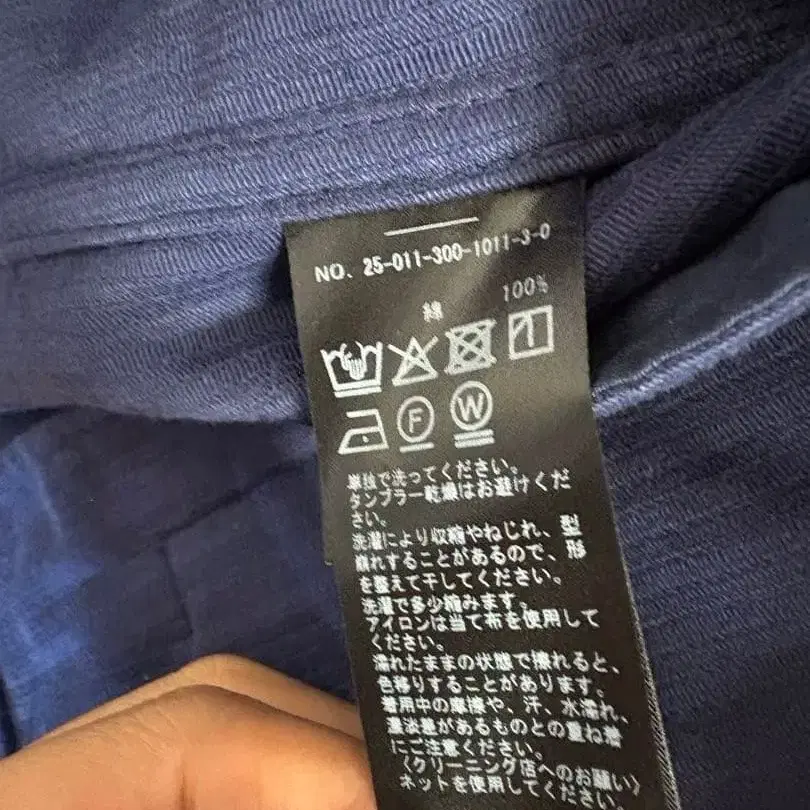 NO. 25-011-300-1011-3-0
綿 100%
F W
単独で洗ってください。
タンブラー乾燥はお避けくだ
さい。
洗濯により収縮やねじれ、型
崩れすることがあるので、形
を整えて干してください。
洗濯で多少縮みます。
アイロンは当て布を使用して
ください。
濡れたままの状態で擦れると、
色移りすることがあります。
着用中の摩擦や、汗、水濡れ、
濃淡差があるものとの重ね着
にご注意ください。
〈クリーニング店へのお願い〉
ネットを使用してください。